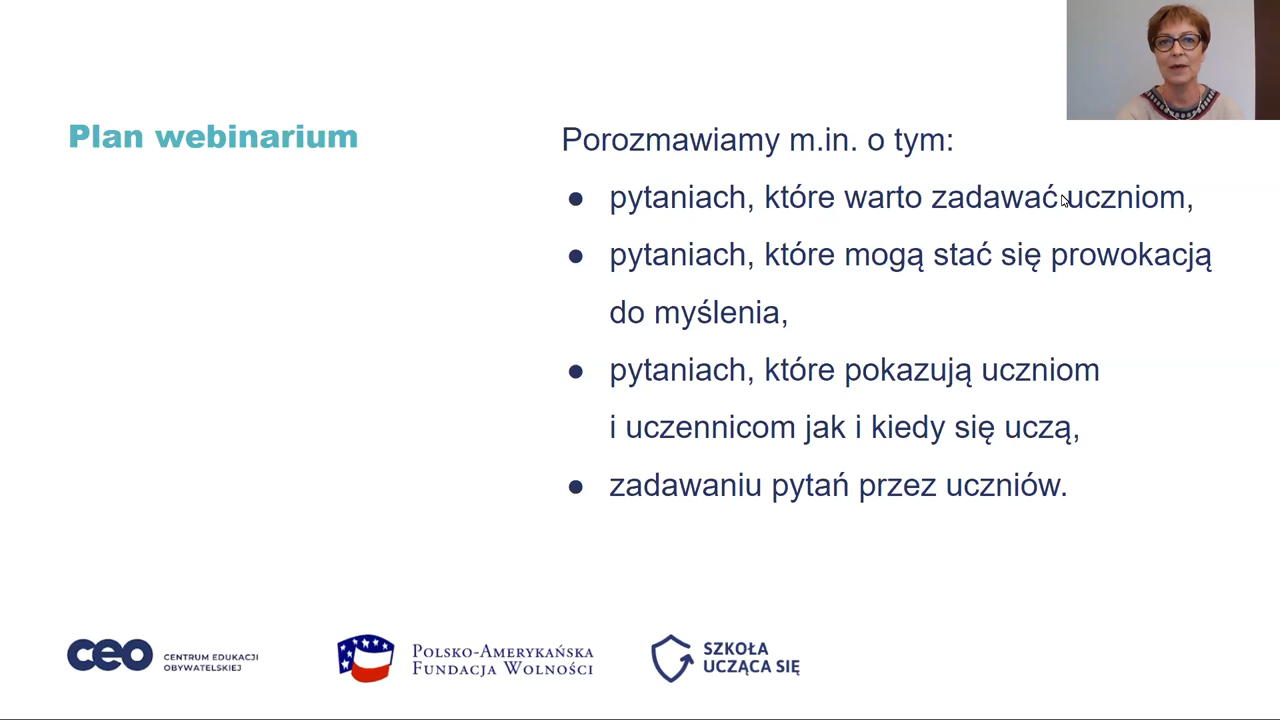 Plan webinarium
Porozmawiamy m.in. o tym:
● pytaniach, które warto zadawać uczniom,
● pytaniach, które mogą stać się prowokacją
do myślenia,
● pytaniach, które pokazują uczniom
i uczennicom jak i kiedy się uczą,
● zadawaniu pytań przez uczniów.
ceo
CENTRUM EDUKACJI
OBYWATELSKIEJ
POLSKO-AMERYKAŃSKA
FUNDACJA WOLNOŚCI
SZKOŁA
UCZĄCA SIĘ